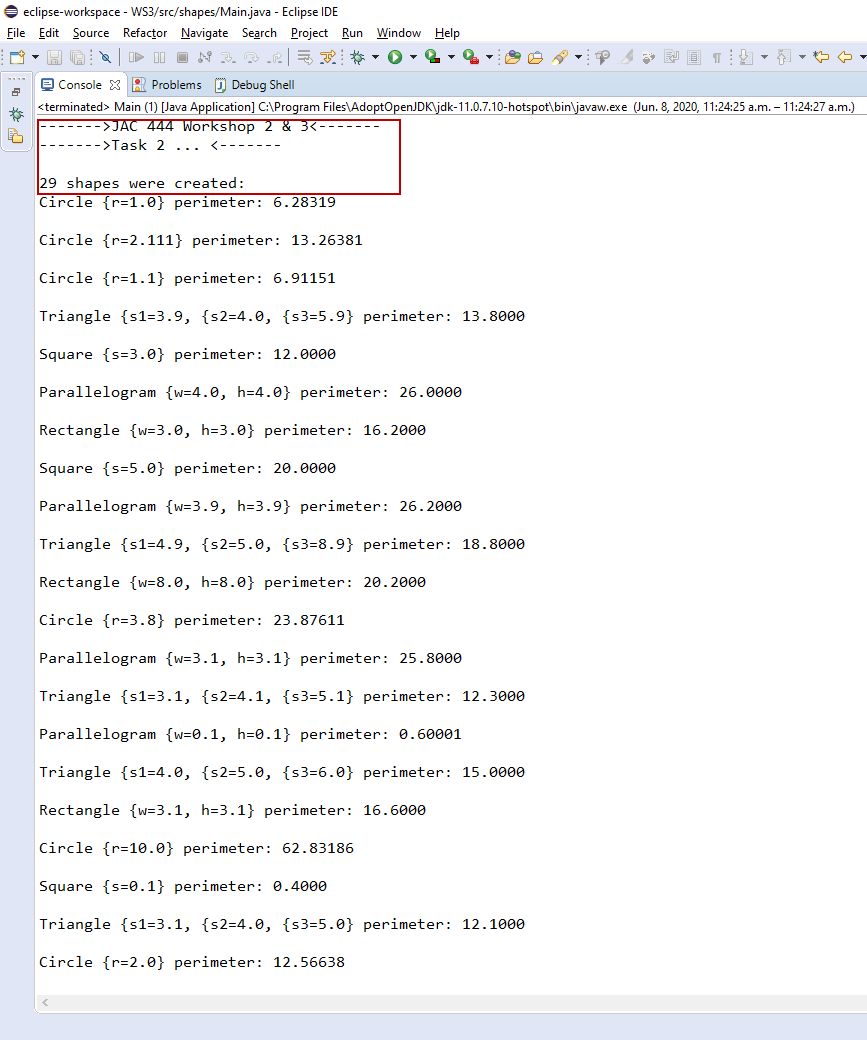 eclipse-workspace - WS3/src/shapes/Main.java - Eclipse IDE
File Edit Source Refactor Navigate Search Project Run Window Help
Console Problems Debug Shell
<terminated> Main (1) [Java Application] C:\Program Files\AdoptOpenJDK\jdk-11.0.7.10-hotspot\bin\javaw.exe (Jun. 8, 2020, 11:24:25 a.m. – 11:24:27 a.m.)
------->JAC 444 Workshop 2 & 3<-------
------->Task 2 ... <-------
29 shapes were created:
Circle {r=1.0} perimeter: 6.28319
Circle {r=2.111} perimeter: 13.26381
Circle {r=1.1} perimeter: 6.91151
Triangle {s1=3.9, {s2=4.0, {s3=5.9} perimeter: 13.8000
Square {s=3.0} perimeter: 12.0000
Parallelogram {w=4.0, h=4.0} perimeter: 26.0000
Rectangle {w=3.0, h=3.0} perimeter: 16.2000
Square {s=5.0} perimeter: 20.0000
Parallelogram {w=3.9, h=3.9} perimeter: 26.2000
Triangle {s1=4.9, {s2=5.0, {s3=8.9} perimeter: 18.8000
Rectangle {w=8.0, h=8.0} perimeter: 20.2000
Circle {r=3.8} perimeter: 23.87611
Parallelogram {w=3.1, h=3.1} perimeter: 25.8000
Triangle {s1=3.1, {s2=4.1, {s3=5.1} perimeter: 12.3000
Parallelogram {w=0.1, h=0.1} perimeter: 0.60001
Triangle {s1=4.0, {s2=5.0, {s3=6.0} perimeter: 15.0000
Rectangle {w=3.1, h=3.1} perimeter: 16.6000
Circle {r=10.0} perimeter: 62.83186
Square {s=0.1} perimeter: 0.4000
Triangle {s1=3.1, {s2=4.0, {s3=5.0} perimeter: 12.1000
Circle {r=2.0} perimeter: 12.56638